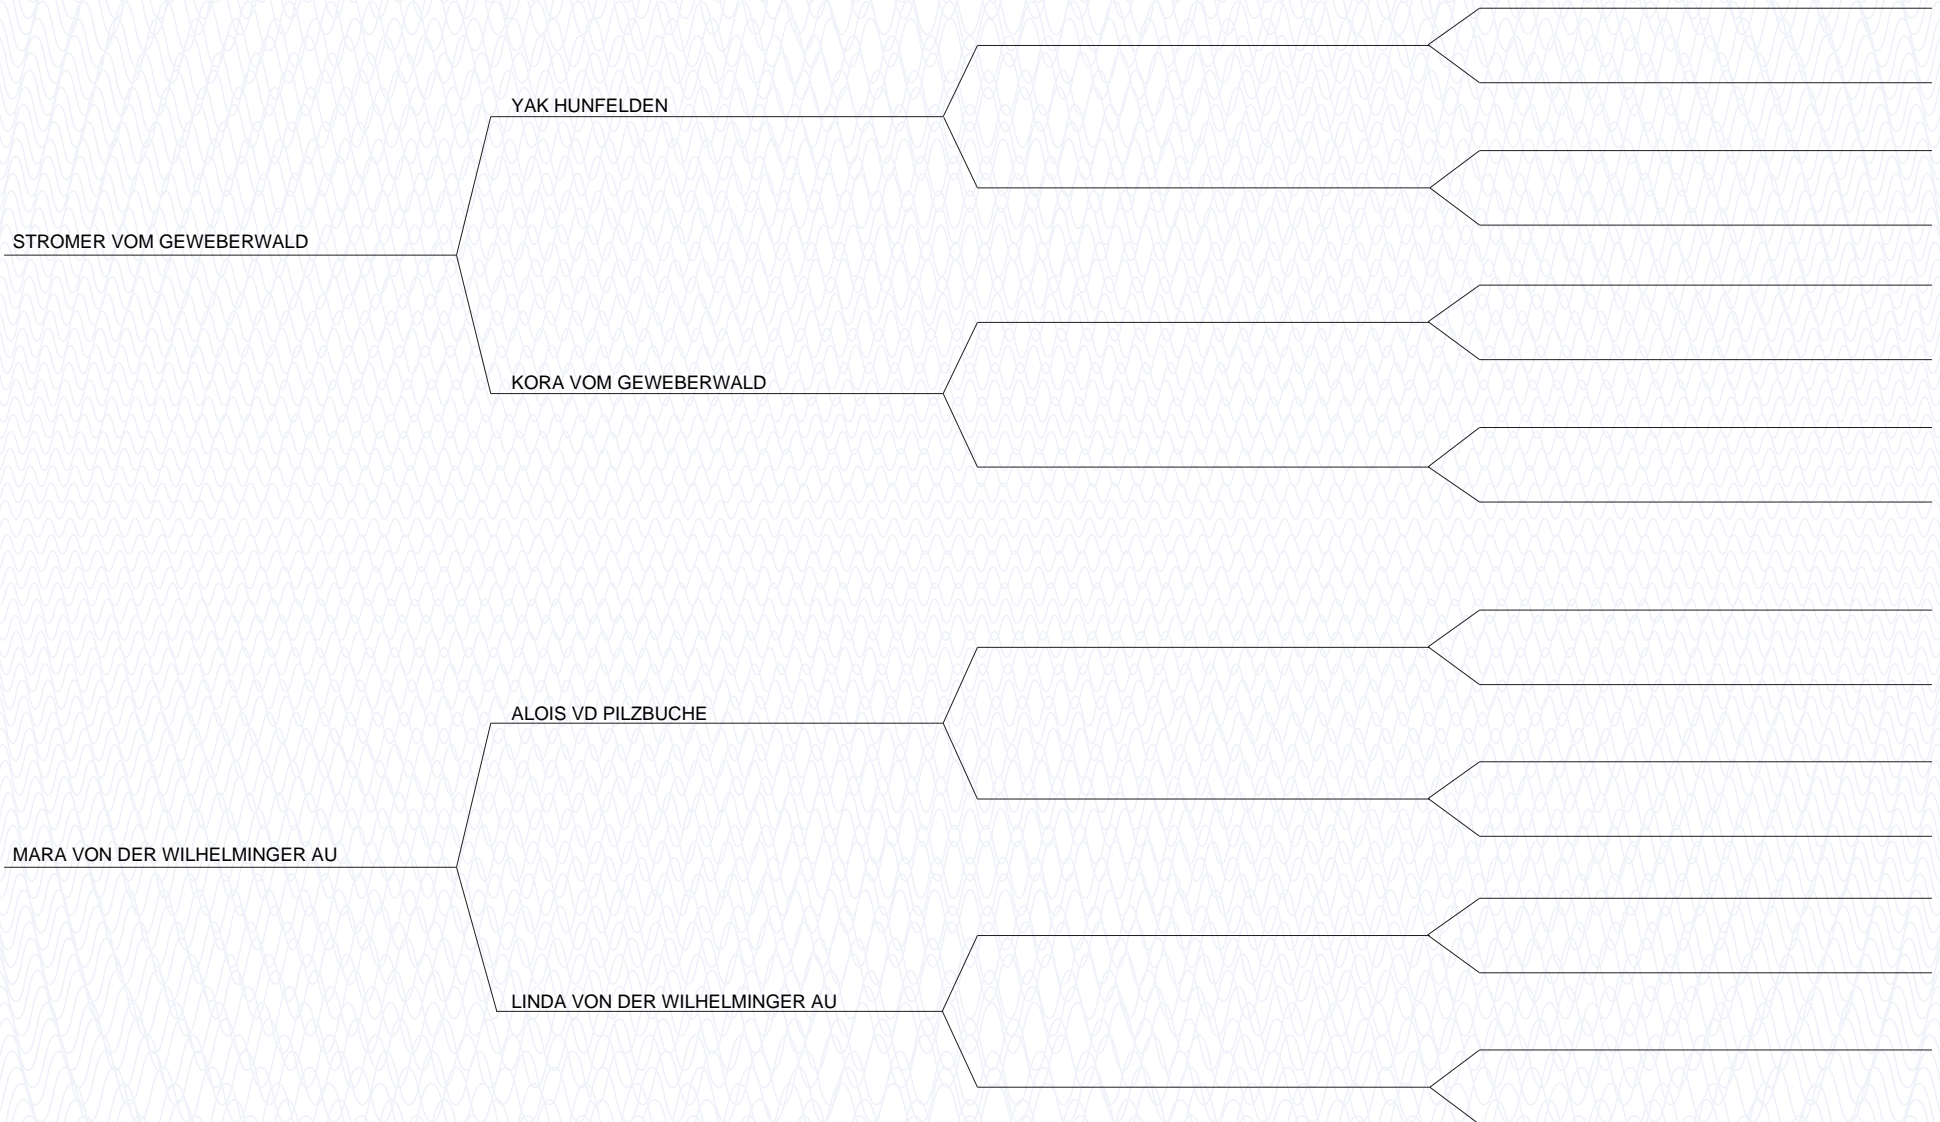 YAK HUNFELDEN
STROMER VOM GEWEBERWALD
KORA VOM GEWEBERWALD
ALOIS VD PILZBUCHE
MARA VON DER WILHELMINGER AU
LINDA VON DER WILHELMINGER AU